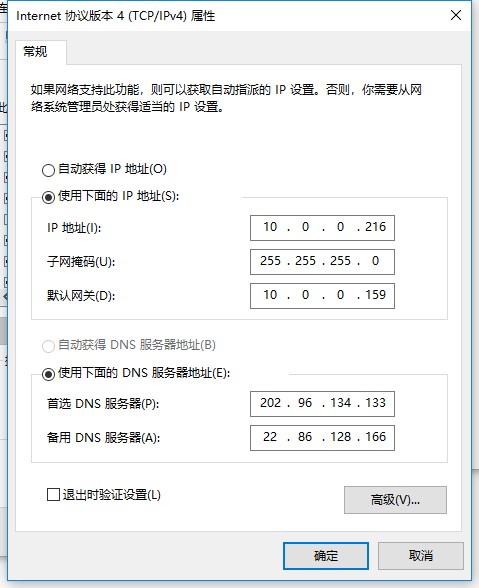 Internet 协议版本 4 (TCP/IPv4) 属性
常规
如果网络支持此功能，则可以获取自动指派的 IP 设置。否则，你需要从网
络系统管理员处获得适当的 IP 设置。
自动获得 IP 地址(O)
使用下面的 IP 地址(S):
IP 地址(I): 10 . 0 . 0 . 216
子网掩码(U): 255 . 255 . 255 . 0
默认网关(D): 10 . 0 . 0 . 159
自动获得 DNS 服务器地址(B)
使用下面的 DNS 服务器地址(E):
首选 DNS 服务器(P): 202 . 96 . 134 . 133
备用 DNS 服务器(A): 22 . 86 . 128 . 166
退出时验证设置(L)
高级(V)...
确定 取消